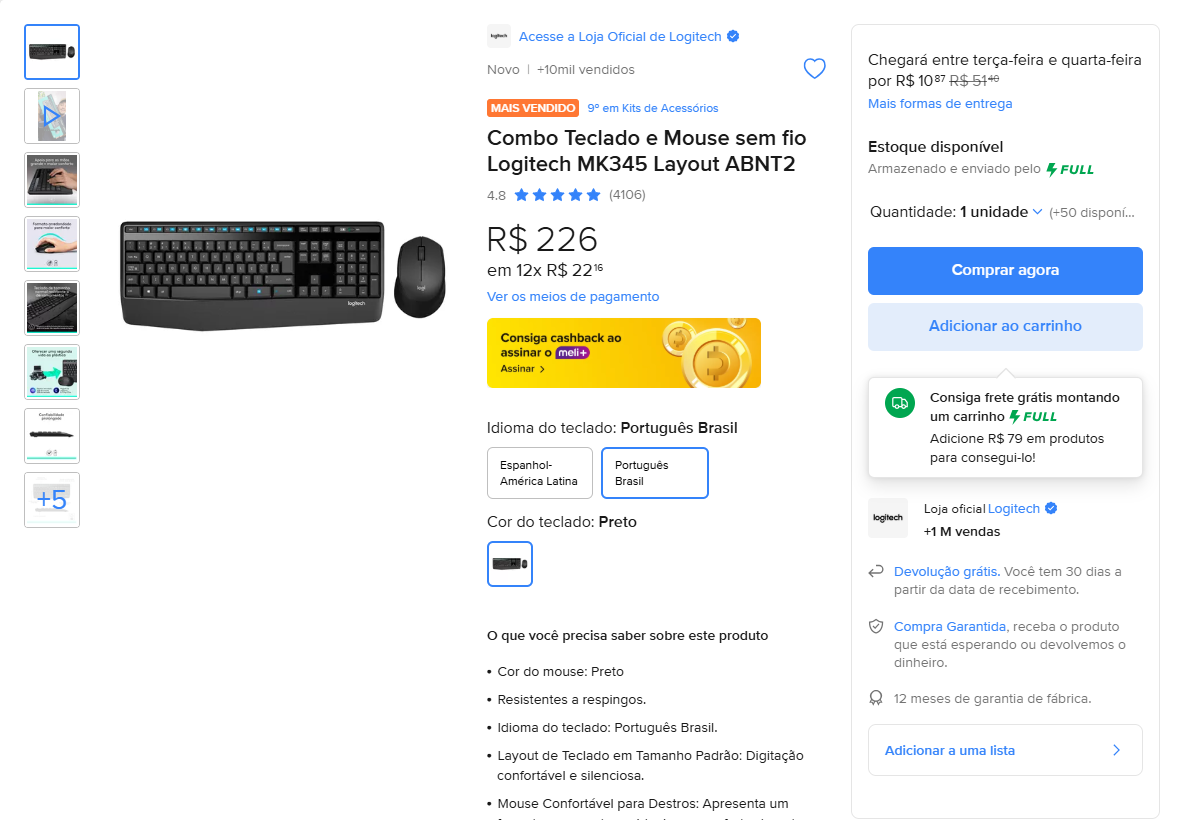 logitech
Acesse a Loja Oficial de Logitech
Novo | +10mil vendidos
MAIS VENDIDO 9º em Kits de Acessórios
Combo Teclado e Mouse sem fio
Logitech MK345 Layout ABNT2
4.8 (4106)
R$ 226
em 12x R$ 22 16
Ver os meios de pagamento
Consiga cashback ao
assinar o meli+
Assinar >
Idioma do teclado: Português Brasil
Espanhol-
América Latina
Português
Brasil
Cor do teclado: Preto
O que você precisa saber sobre este produto
• Cor do mouse: Preto
• Resistentes a respingos.
• Idioma do teclado: Português Brasil.
• Layout de Teclado em Tamanho Padrão: Digitação
confortável e silenciosa.
• Mouse Confortável para Destros: Apresenta um
+5
logitech
logi
Chegará entre terça-feira e quarta-feira
por R$ 10 87 R$ 51 40
Mais formas de entrega
Estoque disponível
Armazenado e enviado pelo FULL
Quantidade: 1 unidade (+50 disponí...
Comprar agora
Adicionar ao carrinho
Consiga frete grátis montando
um carrinho FULL
Adicione R$ 79 em produtos
para consegui-lo!
logitech
Loja oficial Logitech
+1 M vendas
Devolução grátis. Você tem 30 dias a
partir da data de recebimento.
Compra Garantida, receba o produto
que está esperando ou devolvemos o
dinheiro.
12 meses de garantia de fábrica.
Adicionar a uma lista